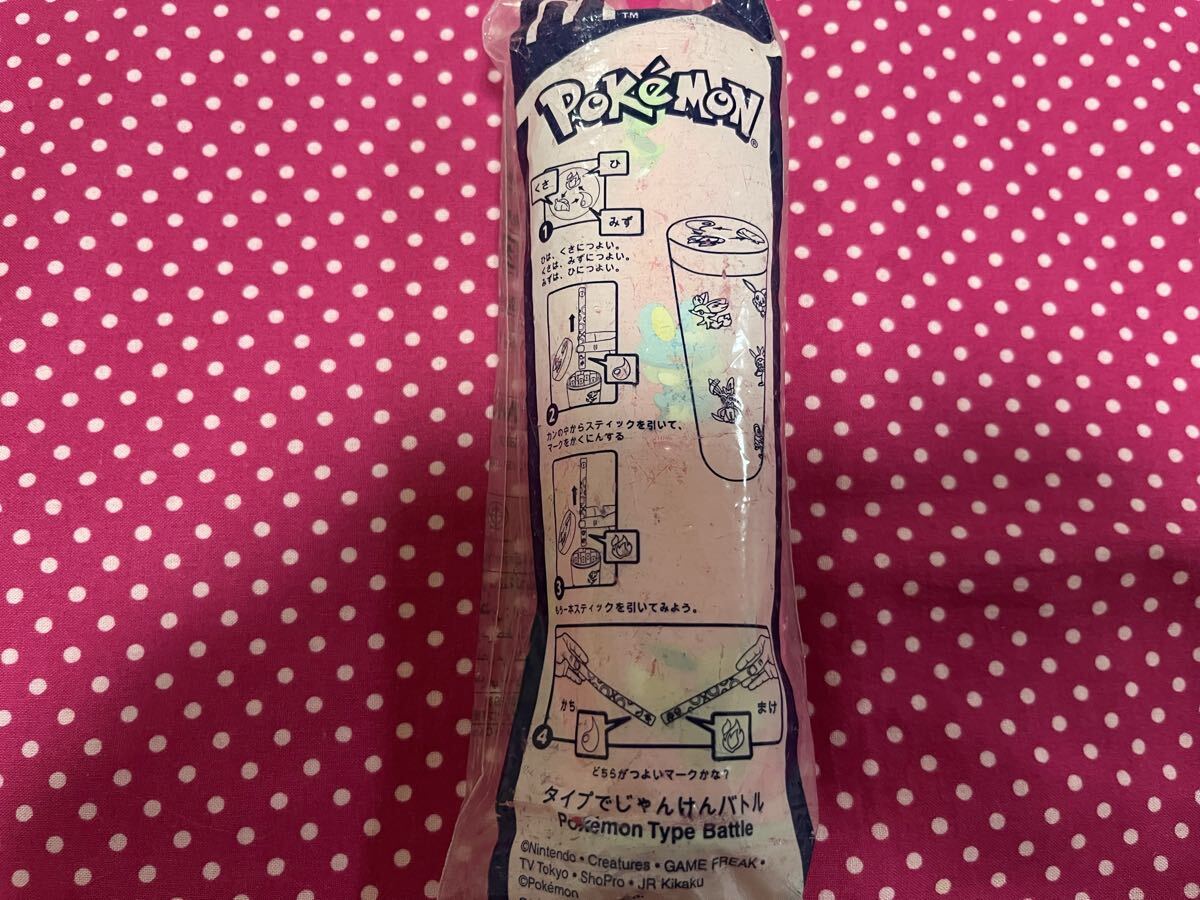 TM
POKéMON®
ひ
くさ
みず
1
ひは、くさにつよい。
くさは、みずにつよい。
みずは、ひにつよい。
2
カンの中からスティックを引いて、
マークをかくにんする
3
もう一本スティックを引いてみよう。
かち
まけ
4
どちらがつよいマークかな?
タイプでじゃんけんバトル
Pokémon Type Battle
©Nintendo・Creatures・GAME FREAK・
TV Tokyo・ShoPro・JR Kikaku
©Pokémon